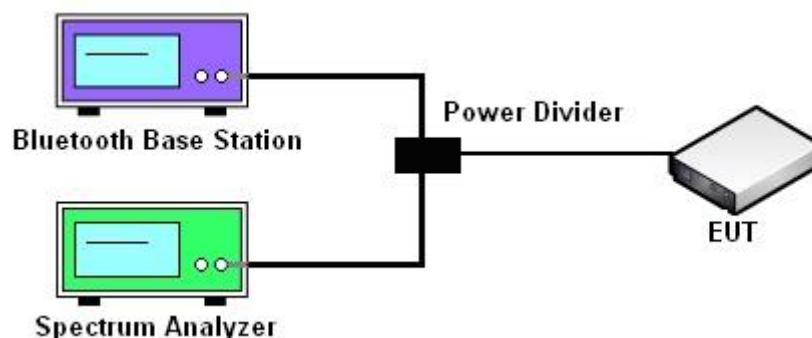 Bluetooth Base Station
Power Divider
EUT
Spectrum Analyzer